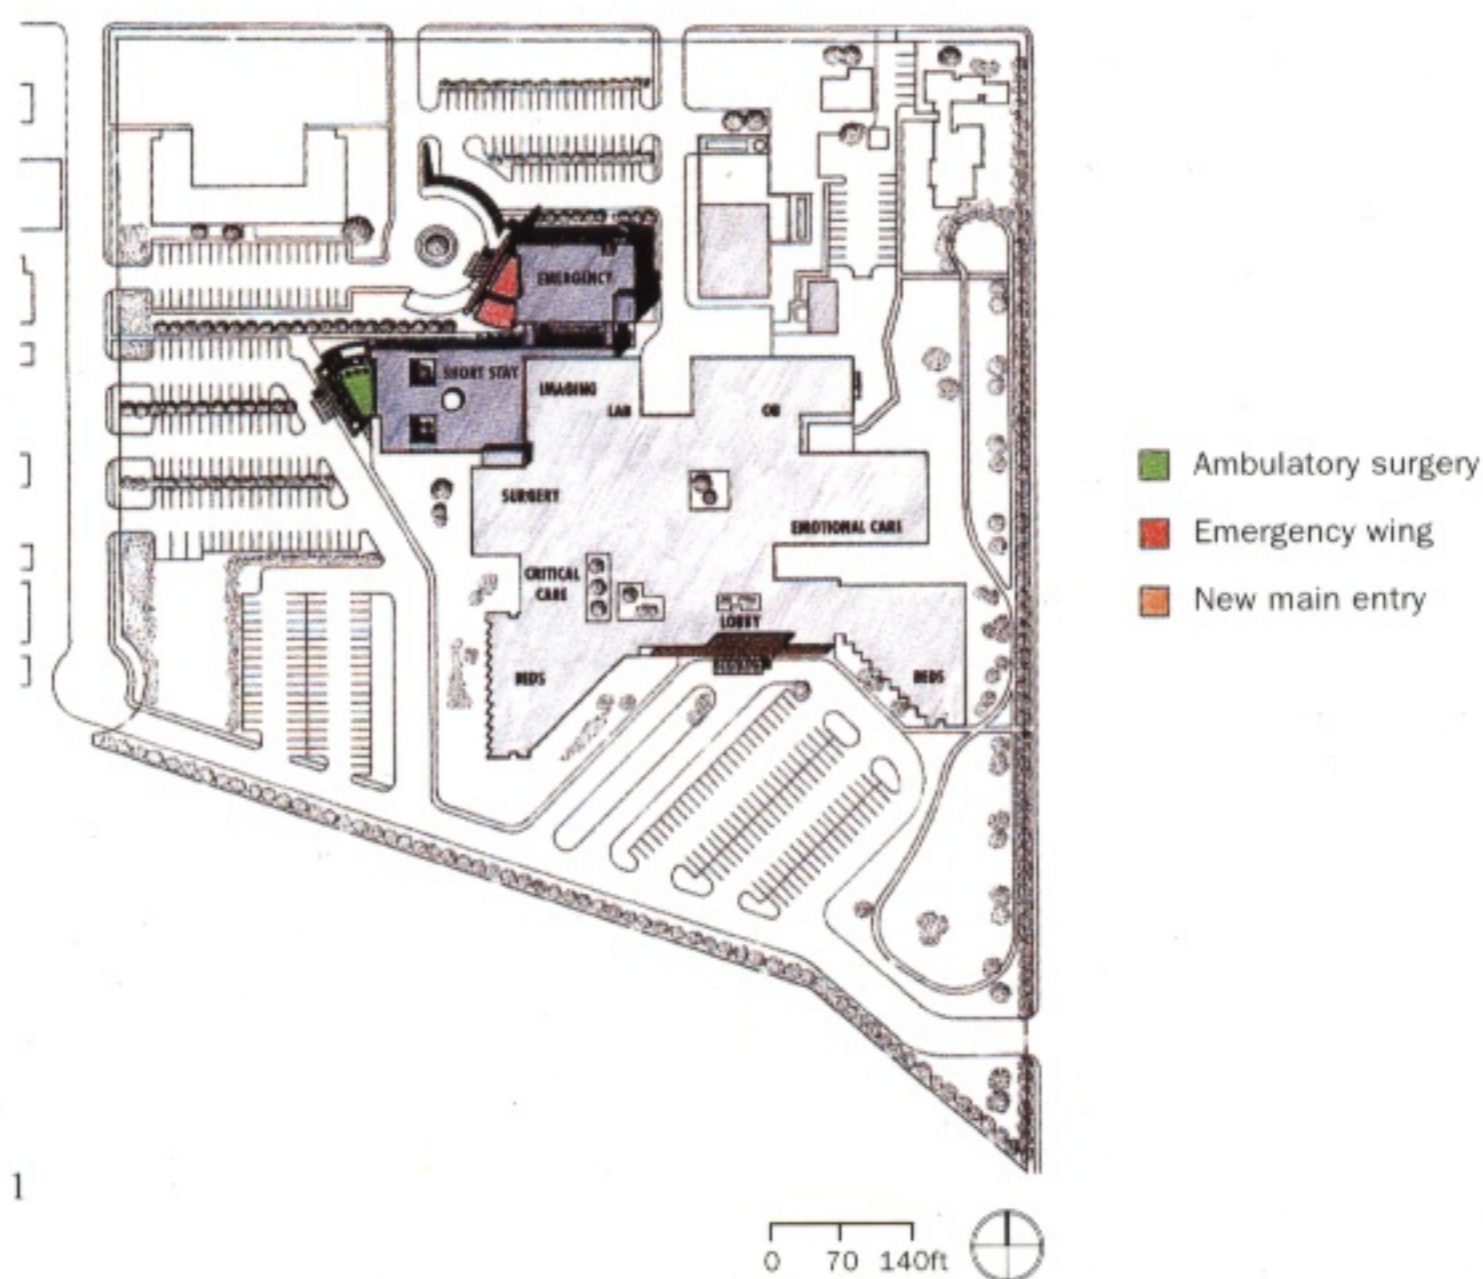 EMERGENCY
SHORT STAY
IMAGING
LAB
OB
SURGERY
EMOTIONAL CARE
CRITICAL
CARE
LOBBY
BEDS
BEDS
Ambulatory surgery
Emergency wing
New main entry
1
0 70 140ft